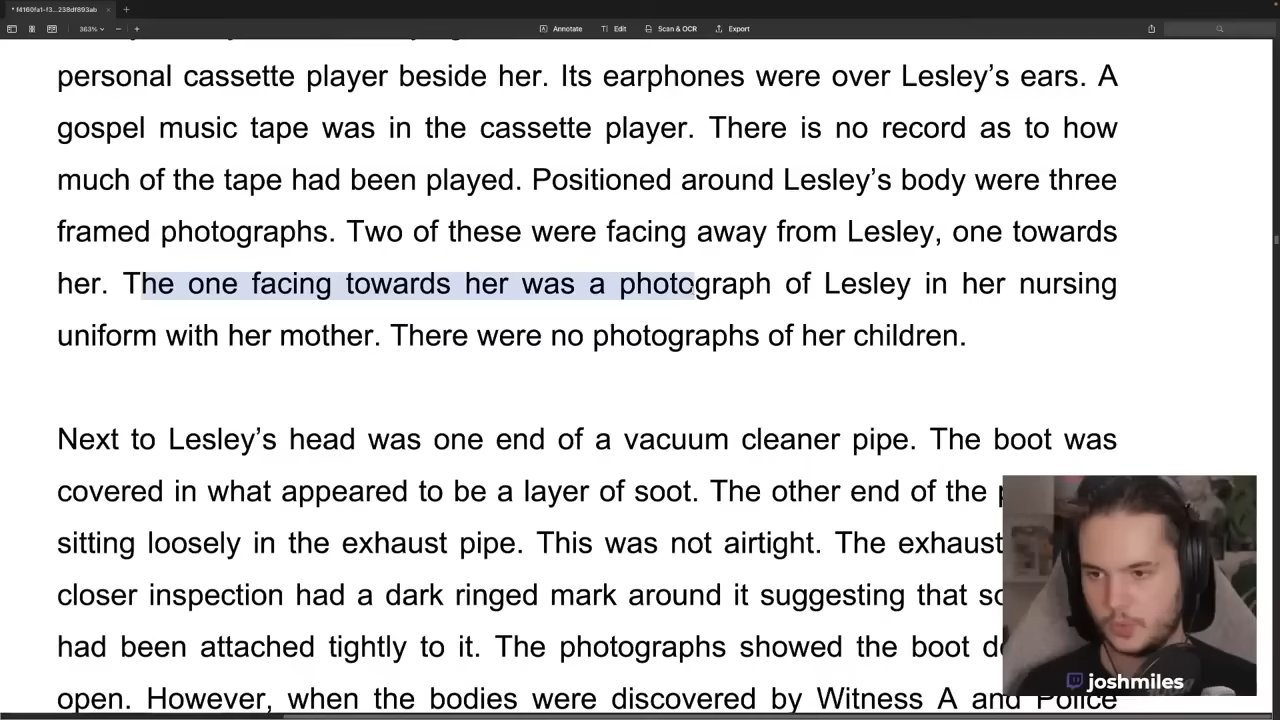 * f4160fa1-f3...238df893ab
363%
Annotate
Edit
Scan & OCR
Export
personal cassette player beside her. Its earphones were over Lesley’s ears. A
gospel music tape was in the cassette player. There is no record as to how
much of the tape had been played. Positioned around Lesley’s body were three
framed photographs. Two of these were facing away from Lesley, one towards
her. The one facing towards her was a photograph of Lesley in her nursing
uniform with her mother. There were no photographs of her children.
Next to Lesley’s head was one end of a vacuum cleaner pipe. The boot was
covered in what appeared to be a layer of soot. The other end of the
sitting loosely in the exhaust pipe. This was not airtight. The exhaust
closer inspection had a dark ringed mark around it suggesting that
had been attached tightly to it. The photographs showed the boot
open. However, when the bodies were discovered by Witness A and Police
joshmiles